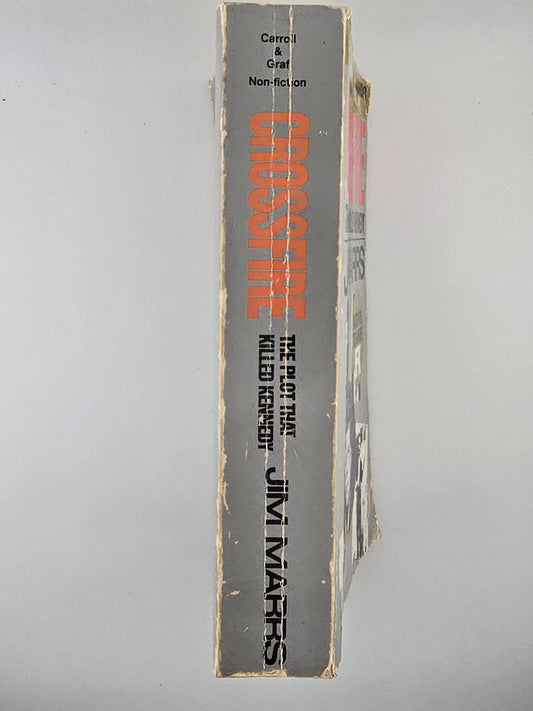 Carroll
&
Graf
Non-fiction
CROSSFIRE
THE PLOT THAT
KILLED KENNEDY
JIM MARRS